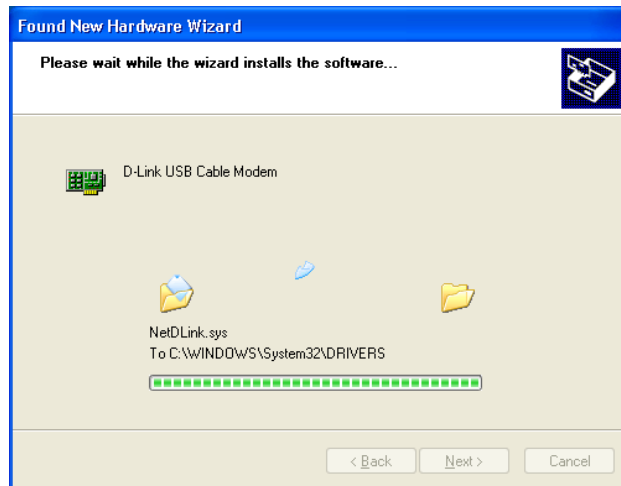 Found New Hardware Wizard
Please wait while the wizard installs the software...
D-Link USB Cable Modem
NetDLink.sys
To C:\WINDOWS\System32\DRIVERS
< Back Next > Cancel